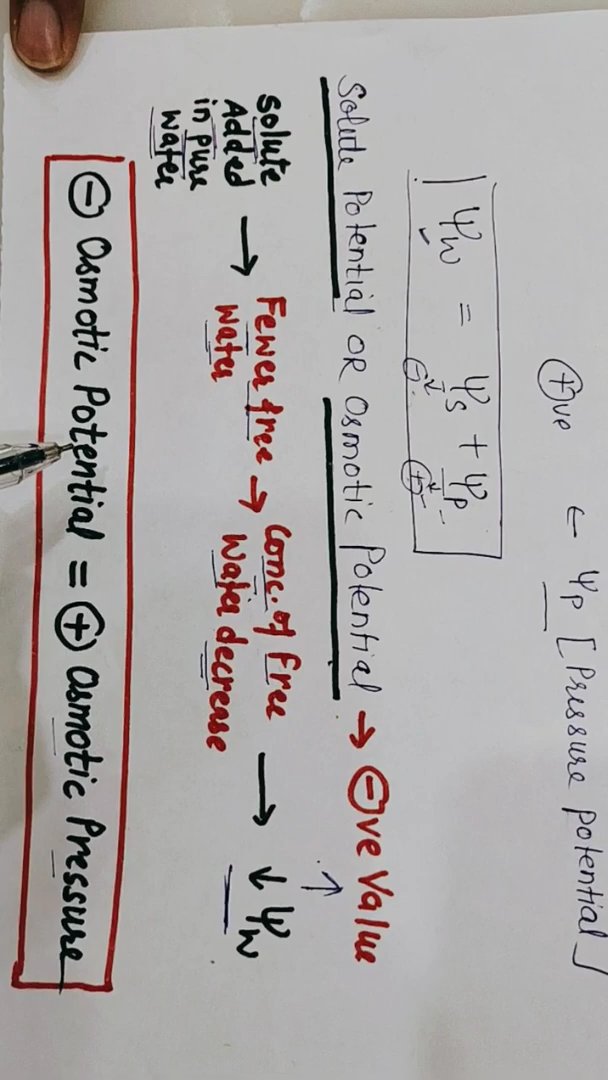 ⊕ve ← Ψp [Pressure potential]
Ψw = Ψs + Ψp
⊖ ⊕
Solute Potential OR Osmotic Potential → ⊖ve Value
Solute Added in pure water → Fewer free water → Conc. of free water decrease → ↓ Ψw
⊖ Osmotic Potential = ⊕ Osmotic Pressure